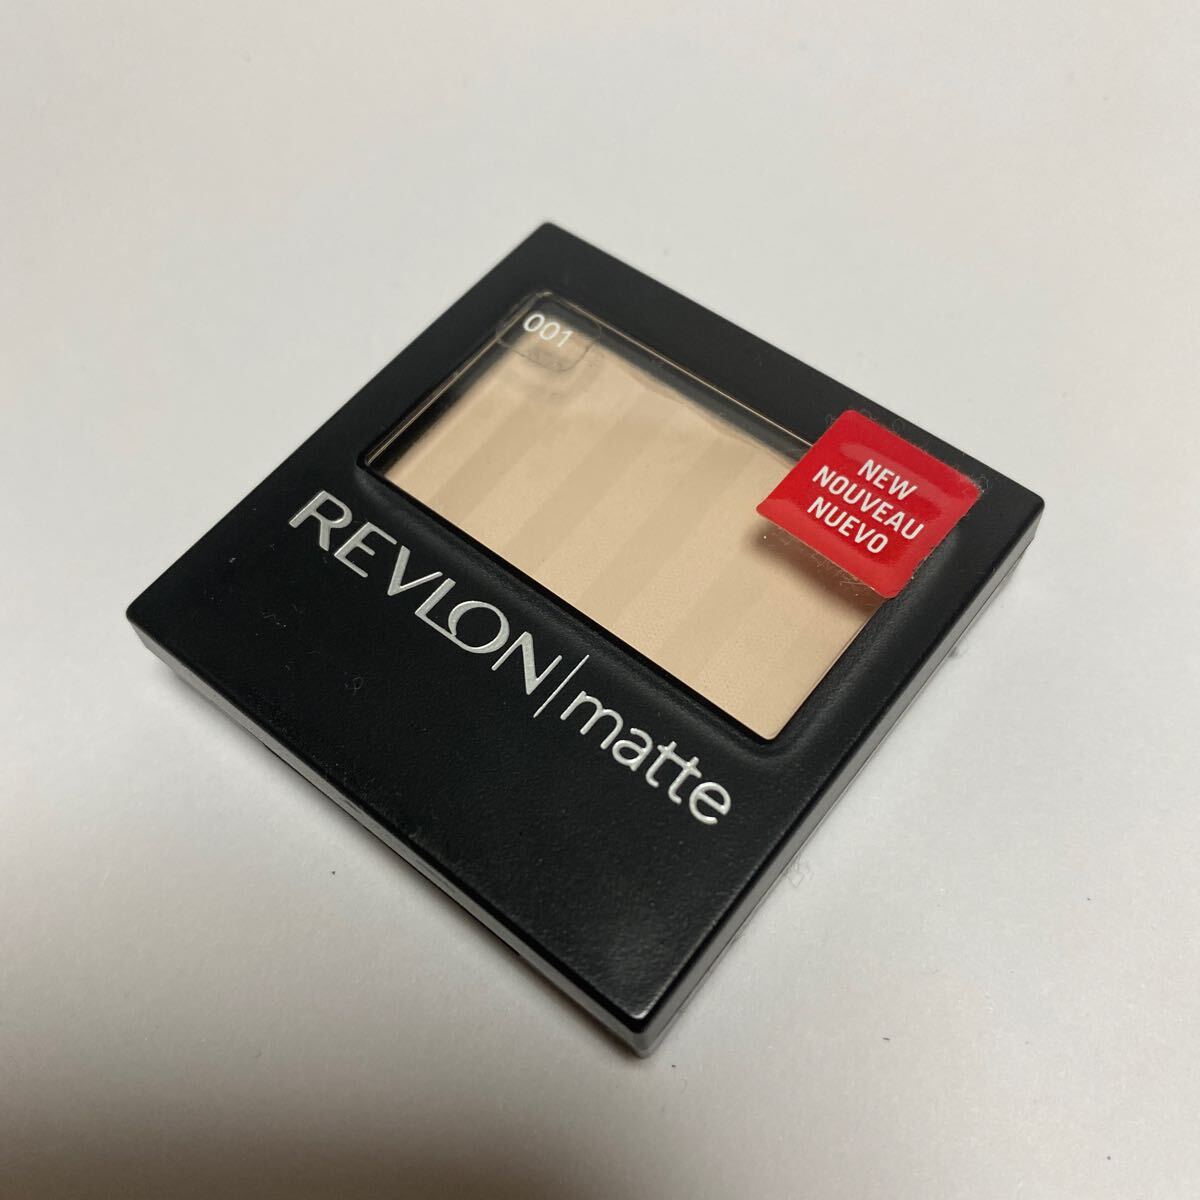 001
NEW
NOUVEAU
NUEVO
REVLON | matte